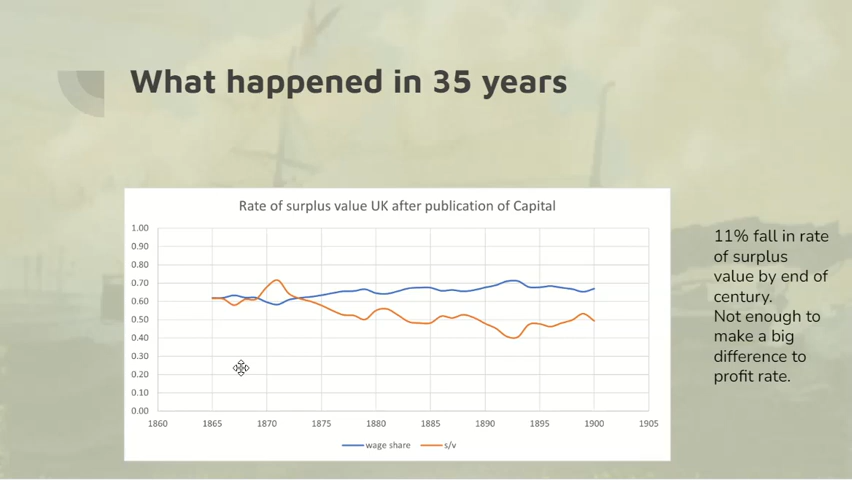 What happened in 35 years
Rate of surplus value UK after publication of Capital
1.00
0.90
0.80
0.70
0.60
0.50
0.40
0.30
0.20
0.10
0.00
1860 1865 1870 1875 1880 1885 1890 1895 1900 1905
wage share s/v
11% fall in rate
of surplus
value by end of
century.
Not enough to
make a big
difference to
profit rate.